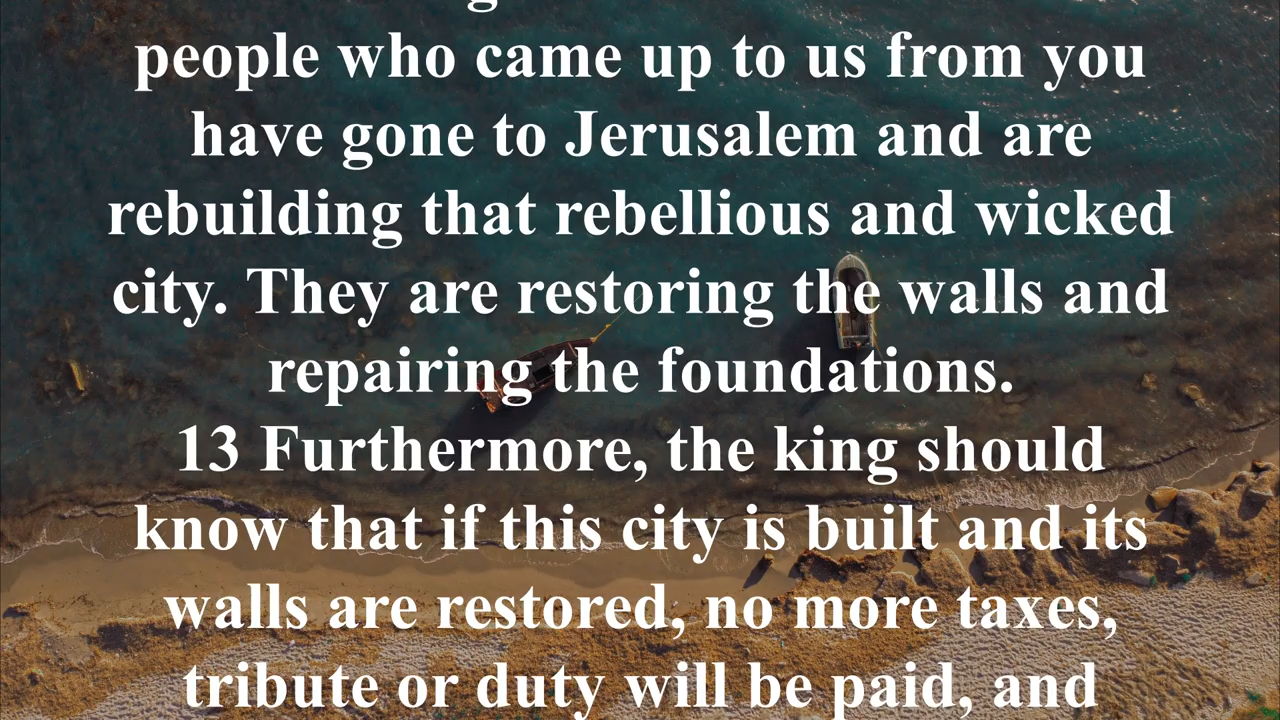 people who came up to us from you
have gone to Jerusalem and are
rebuilding that rebellious and wicked
city. They are restoring the walls and
repairing the foundations.
13 Furthermore, the king should
know that if this city is built and its
walls are restored, no more taxes,
tribute or duty will be paid, and